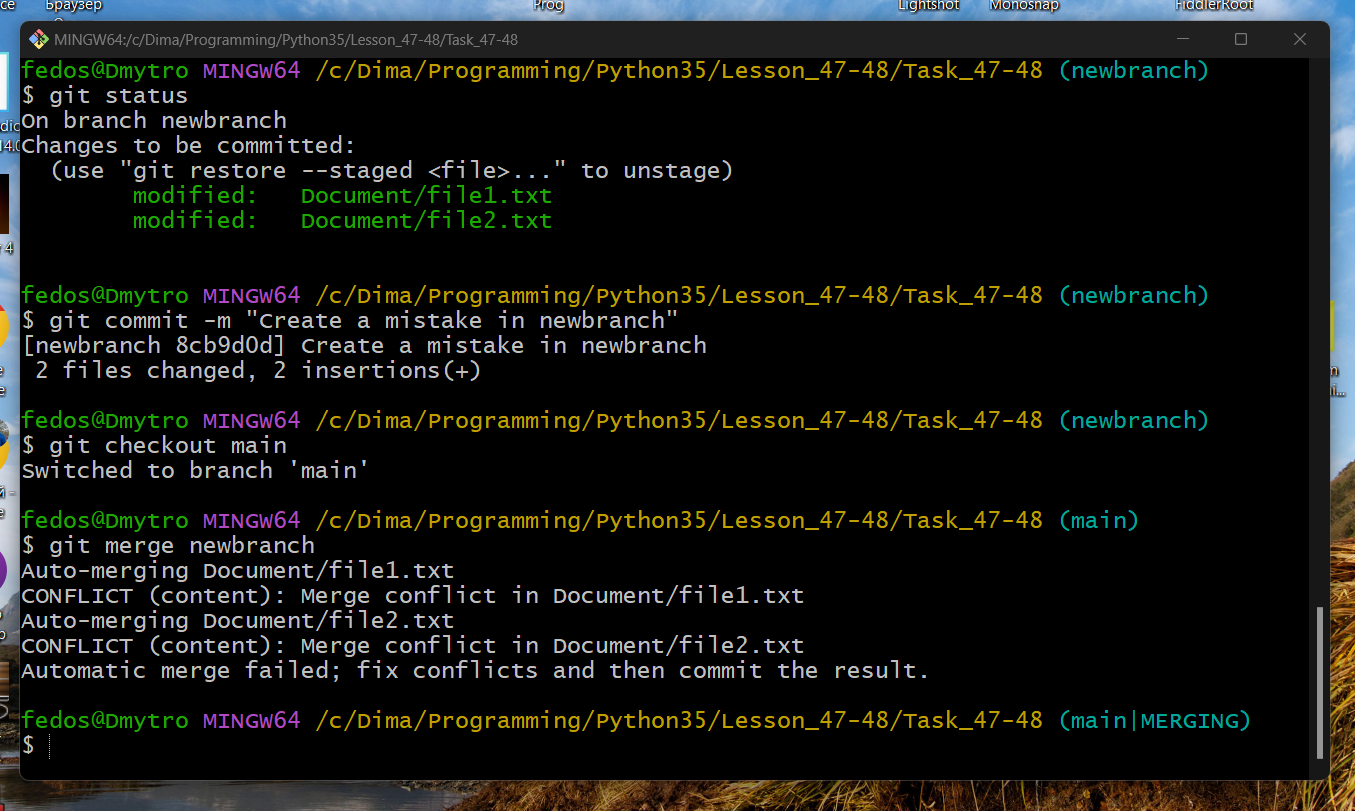 Браузер
Prog
Lightshot
Monosnap
FiddlerRoot
MINGW64:/c/Dima/Programming/Python35/Lesson_47-48/Task_47-48
fedos@Dmytro MINGW64 /c/Dima/Programming/Python35/Lesson_47-48/Task_47-48 (newbranch)
$ git status
On branch newbranch
Changes to be committed:
  (use "git restore --staged <file>..." to unstage)
        modified:   Document/file1.txt
        modified:   Document/file2.txt
fedos@Dmytro MINGW64 /c/Dima/Programming/Python35/Lesson_47-48/Task_47-48 (newbranch)
$ git commit -m "Create a mistake in newbranch"
[newbranch 8cb9d0d] Create a mistake in newbranch
 2 files changed, 2 insertions(+)
fedos@Dmytro MINGW64 /c/Dima/Programming/Python35/Lesson_47-48/Task_47-48 (newbranch)
$ git checkout main
Switched to branch 'main'
fedos@Dmytro MINGW64 /c/Dima/Programming/Python35/Lesson_47-48/Task_47-48 (main)
$ git merge newbranch
Auto-merging Document/file1.txt
CONFLICT (content): Merge conflict in Document/file1.txt
Auto-merging Document/file2.txt
CONFLICT (content): Merge conflict in Document/file2.txt
Automatic merge failed; fix conflicts and then commit the result.
fedos@Dmytro MINGW64 /c/Dima/Programming/Python35/Lesson_47-48/Task_47-48 (main|MERGING)
$